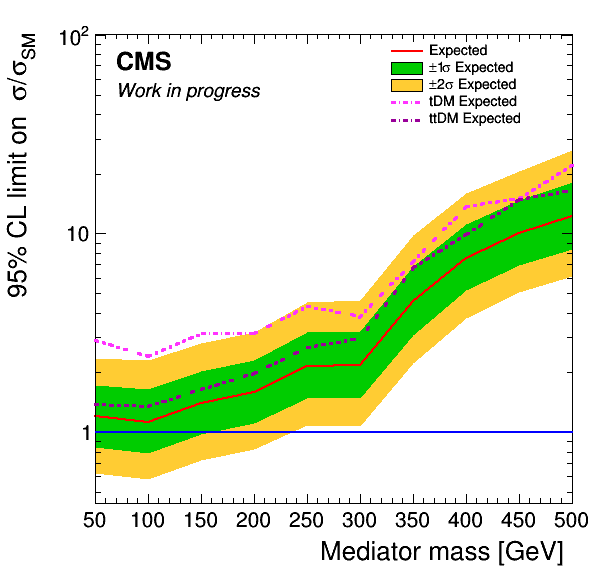 10²
CMS
Work in progress
Expected
±1σ Expected
±2σ Expected
tDM Expected
ttDM Expected
95% CL limit on σ/σSM
10
1
50 100 150 200 250 300 350 400 450 500
Mediator mass [GeV]